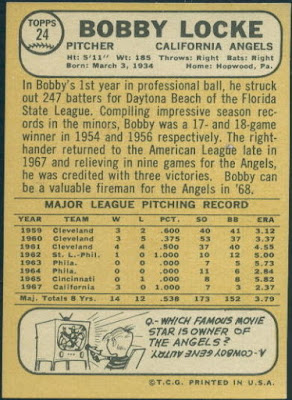 TOPPS
24
BOBBY LOCKE
PITCHER CALIFORNIA ANGELS
Ht: 5'11" Wt: 185 Throws: Right Bats: Right
Born: March 3, 1934 Home: Hopwood, Pa.
In Bobby's 1st year in professional ball, he struck
out 247 batters for Daytona Beach of the Florida
State League. Compiling impressive season
records in the minors, Bobby was a 17- and 18-game
winner in 1954 and 1956 respectively. The right-
hander returned to the American League late in
1967 and relieving in nine games for the Angels,
he was credited with three victories. Bobby can
be a valuable fireman for the Angels in '68.
MAJOR LEAGUE PITCHING RECORD
YEAR TEAM W L PCT. SO BB ERA
1959 Cleveland 3 2 .600 40 41 3.12
1960 Cleveland 3 5 .375 53 37 3.37
1961 Cleveland 4 4 .500 37 40 4.55
1962 St. L.-Phil. 1 0 1.000 10 12 5.00
1963 Phila. 0 0 .000 7 5 5.73
1964 Phila. 0 0 .000 11 6 2.84
1965 Cincinnati 0 1 .000 8 8 5.82
1967 California 3 0 1.000 7 3 2.37
Maj. Totals 8 Yrs. 14 12 .538 173 152 3.79
Q-WHICH FAMOUS MOVIE
STAR IS OWNER OF
THE ANGELS?
A-COWBOY GENE AUTRY.
©T.C.G. PRINTED IN U.S.A.